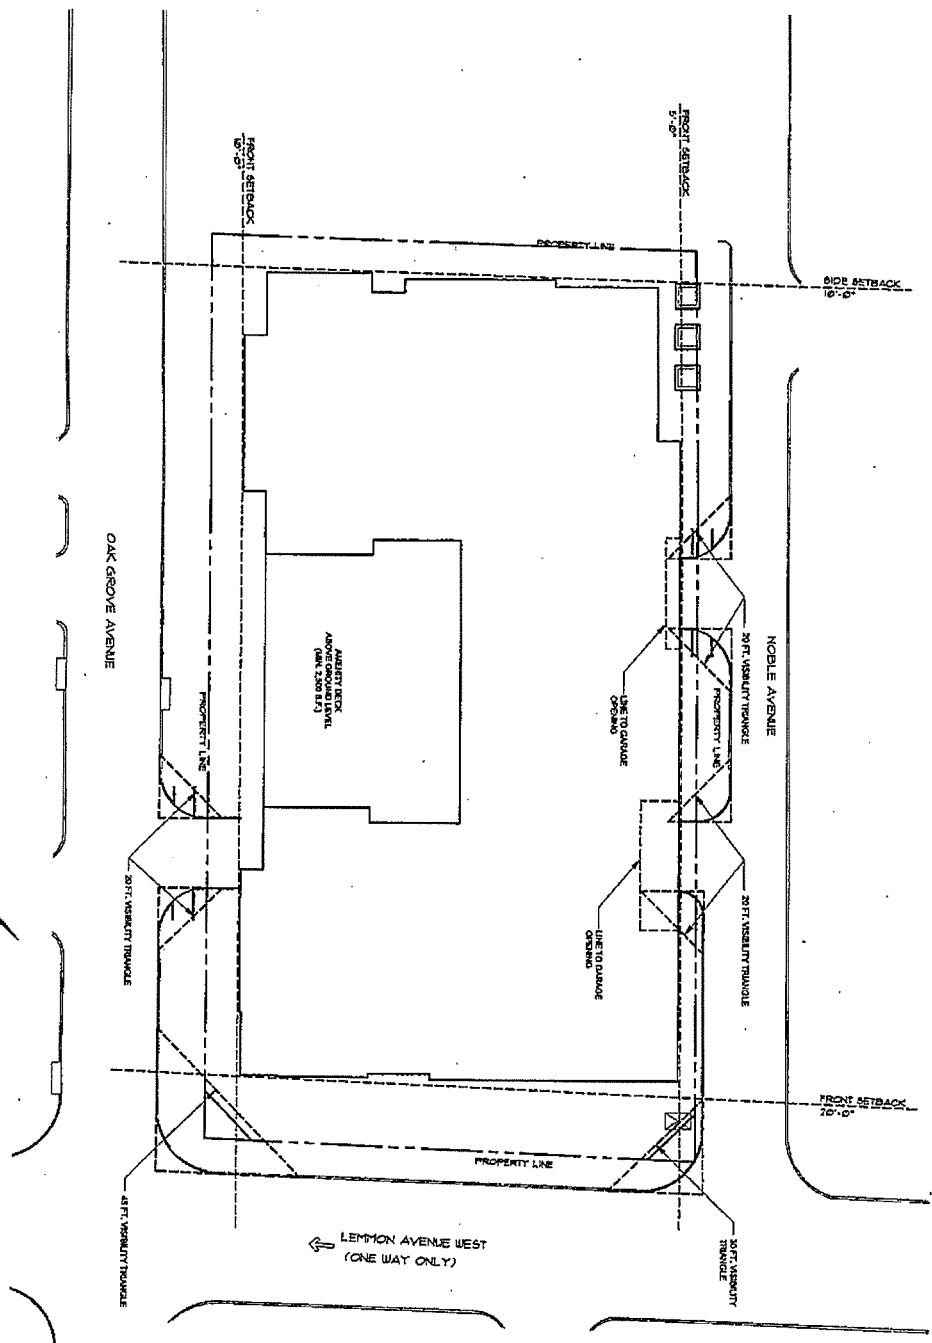 FRONT SETBACK
5'-0"
FRONT SETBACK
10'-0"
PROPERTY LINE
SIDE SETBACK
10'-0"
OAK GROVE AVENUE
NOBLE AVENUE
20 FT. VISIBILITY TRIANGLE
AMENITY DECK
ABOVE GROUND LEVEL
(MIN. 2,500 S.F.)
LINE TO GARAGE
OPENING
PROPERTY LINE
PROPERTY LINE
20 FT. VISIBILITY TRIANGLE
20 FT. VISIBILITY TRIANGLE
LINE TO GARAGE
OPENING
FRONT SETBACK
20'-0"
PROPERTY LINE
45 FT. VISIBILITY TRIANGLE
VISIBILITY
TRIANGLE
LEMMON AVENUE WEST
(ONE WAY ONLY)